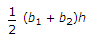 1/2 (b₁ + b₂)h